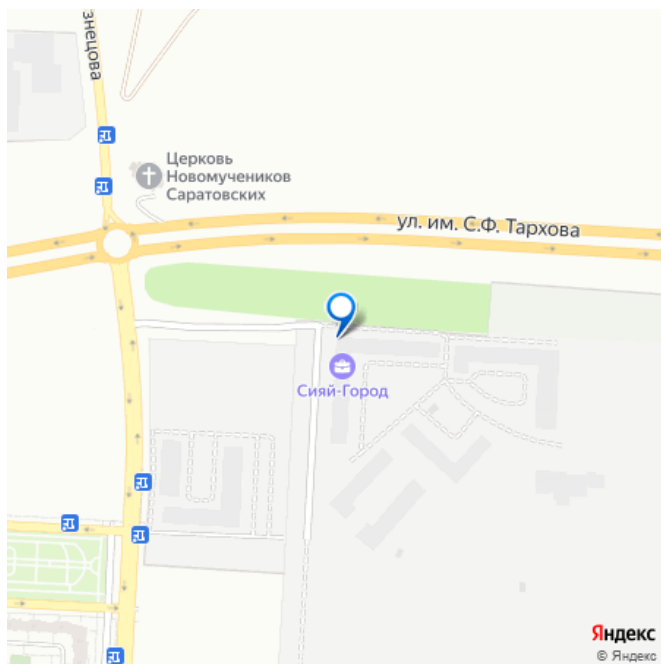 знецова
Церковь
Новомучеников
Саратовских
ул. им. С.Ф. Тархова
Сияй-Город
Яндекс
© Яндекс